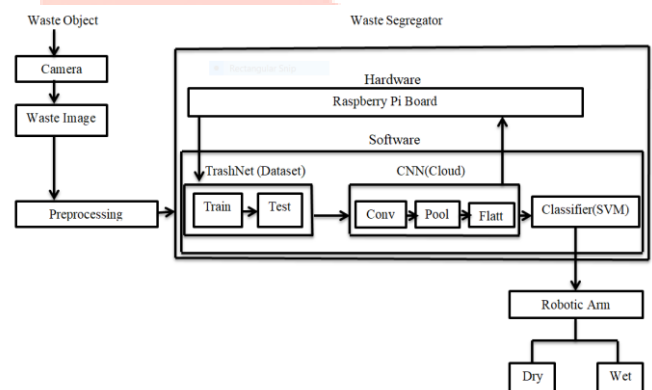 Waste Object
Waste Segregator
Camera
Hardware
Raspberry Pi Board
Waste Image
Software
TrashNet (Dataset)
CNN(Cloud)
Train
Test
Conv
Pool
Flatt
Classifier(SVM)
Preprocessing
Robotic Arm
Dry
Wet